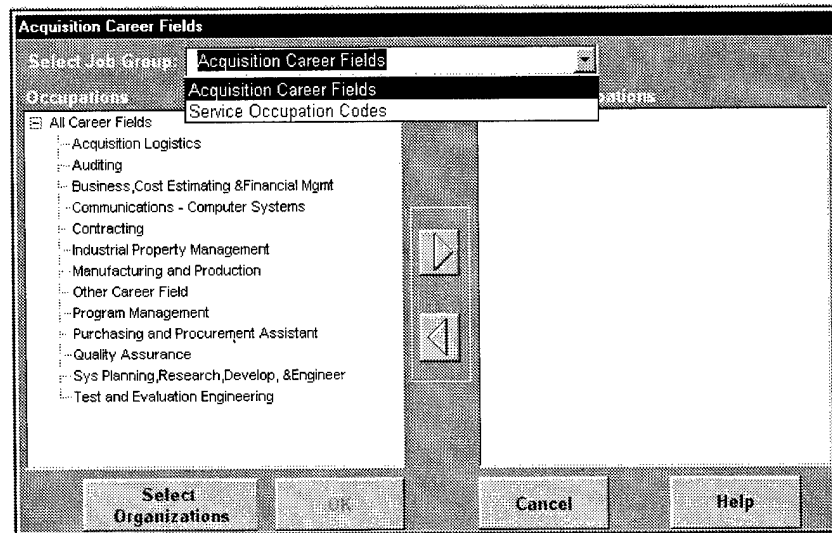 Acquisition Career Fields
Select Job Group: Acquisition Career Fields
Acquisition Career Fields
Service Occupation Codes
Occupations
All Career Fields
Acquisition Logistics
Auditing
Business,Cost Estimating &Financial Mgmt
Communications - Computer Systems
Contracting
Industrial Property Management
Manufacturing and Production
Other Career Field
Program Management
Purchasing and Procurement Assistant
Quality Assurance
Sys Planning,Research,Develop, &Engineer
Test and Evaluation Engineering
Select
Organizations
OK
Cancel
Help